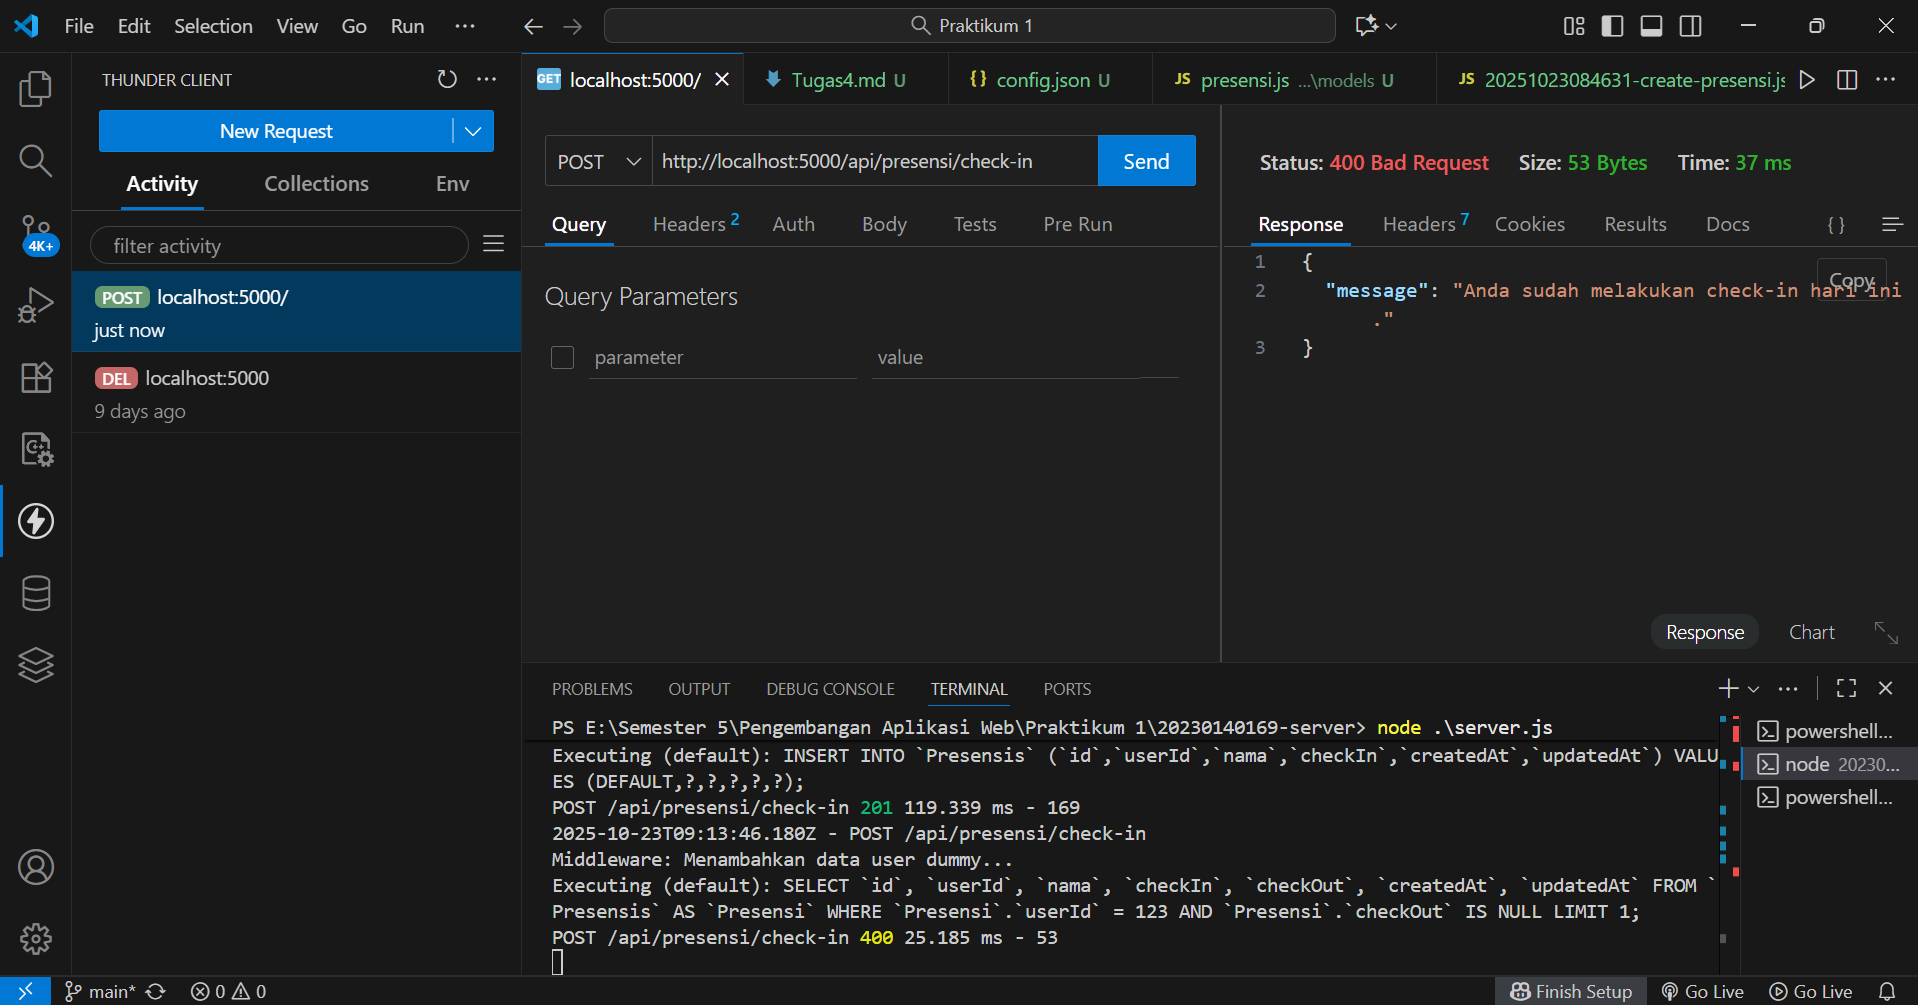 File Edit Selection View Go Run ···
Praktikum 1
THUNDER CLIENT
New Request
Activity Collections Env
filter activity
POST localhost:5000/
just now
DEL localhost:5000
9 days ago
4K+
GET localhost:5000/
Tugas4.md U
{} config.json U
JS presensi.js ...\models U
JS 20251023084631-create-presensi.js
POST http://localhost:5000/api/presensi/check-in Send
Query Headers 2 Auth Body Tests Pre Run
Query Parameters
parameter value
Status: 400 Bad Request Size: 53 Bytes Time: 37 ms
Response Headers 7 Cookies Results Docs { }
Copy
1 {
2 "message": "Anda sudah melakukan check-in hari ini
."
3 }
Response Chart
PROBLEMS OUTPUT DEBUG CONSOLE TERMINAL PORTS
PS E:\Semester 5\Pengembangan Aplikasi Web\Praktikum 1\20230140169-server> node .\server.js
Executing (default): INSERT INTO `Presensis` (`id`,`userId`,`nama`,`checkIn`,`createdAt`,`updatedAt`) VALU
ES (DEFAULT,?,?,?,?,?);
POST /api/presensi/check-in 201 119.339 ms - 169
2025-10-23T09:13:46.180Z - POST /api/presensi/check-in
Middleware: Menambahkan data user dummy...
Executing (default): SELECT `id`, `userId`, `nama`, `checkIn`, `checkOut`, `createdAt`, `updatedAt` FROM `
Presensis` AS `Presensi` WHERE `Presensi`.`userId` = 123 AND `Presensi`.`checkOut` IS NULL LIMIT 1;
POST /api/presensi/check-in 400 25.185 ms - 53
powershell...
node 20230...
powershell...
main* 0 0
Finish Setup Go Live Go Live